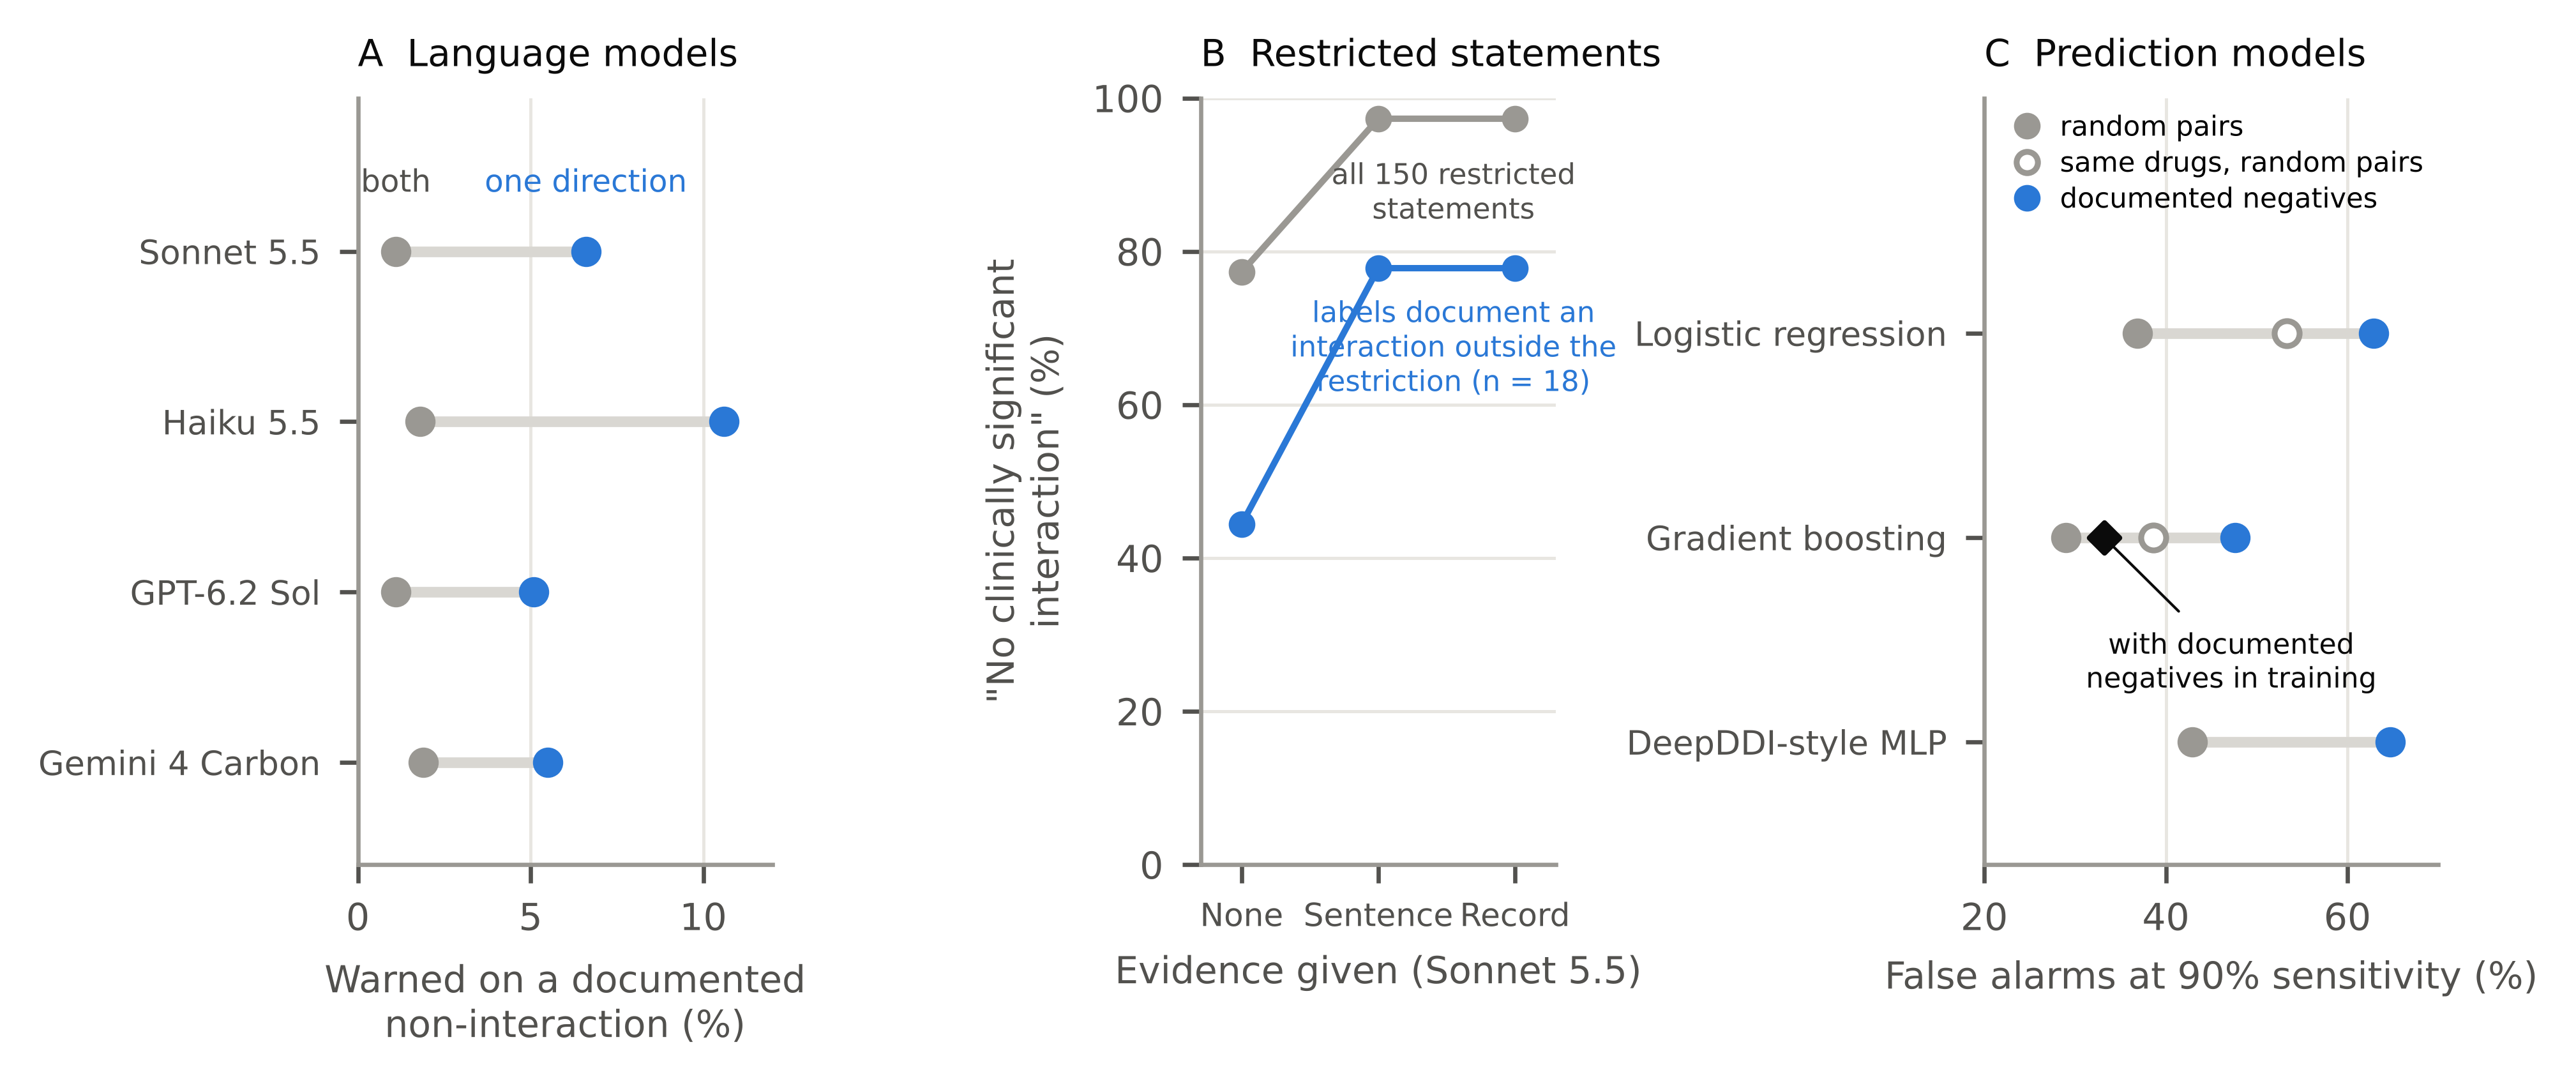 A Language models
both
one direction
Sonnet 5.5
Haiku 5.5
GPT-6.2 Sol
Gemini 4 Carbon
0
5
10
Warned on a documented
non-interaction (%)
B Restricted statements
"No clinically significant
interaction" (%)
100
80
60
40
20
0
all 150 restricted
statements
labels document an
interaction outside the
restriction (n = 18)
None
Sentence
Record
Evidence given (Sonnet 5.5)
C Prediction models
random pairs
same drugs, random pairs
documented negatives
Logistic regression
Gradient boosting
with documented
negatives in training
DeepDDI-style MLP
20
40
60
False alarms at 90% sensitivity (%)